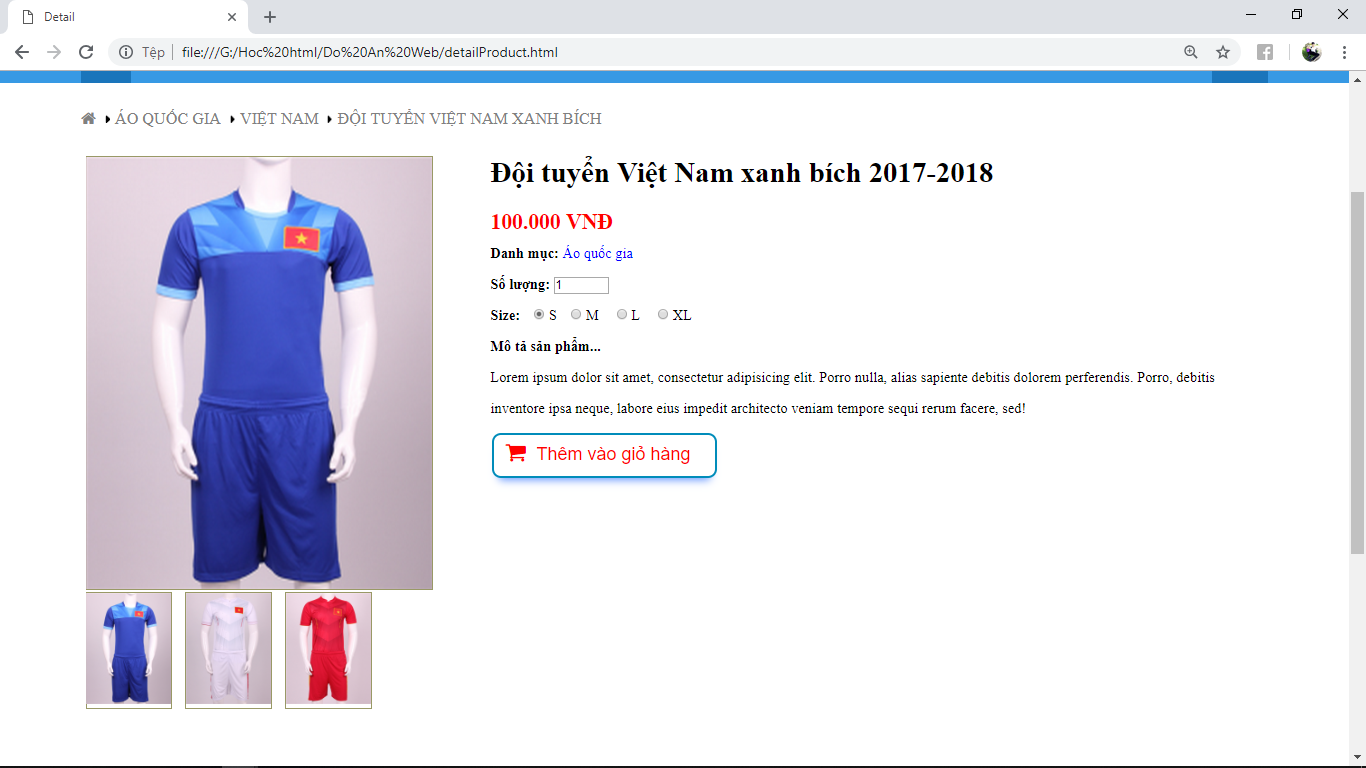 Detail
Tệp file:///G:/Hoc%20html/Do%20An%20Web/detailProduct.html
ÁO QUỐC GIA VIỆT NAM ĐỘI TUYỂN VIỆT NAM XANH BÍCH
Đội tuyển Việt Nam xanh bích 2017-2018
100.000 VNĐ
Danh mục: Áo quốc gia
Số lượng: 1
Size: S M L XL
Mô tả sản phẩm...
Lorem ipsum dolor sit amet, consectetur adipisicing elit. Porro nulla, alias sapiente debitis dolorem perferendis. Porro, debitis
inventore ipsa neque, labore eius impedit architecto veniam tempore sequi rerum facere, sed!
Thêm vào giỏ hàng